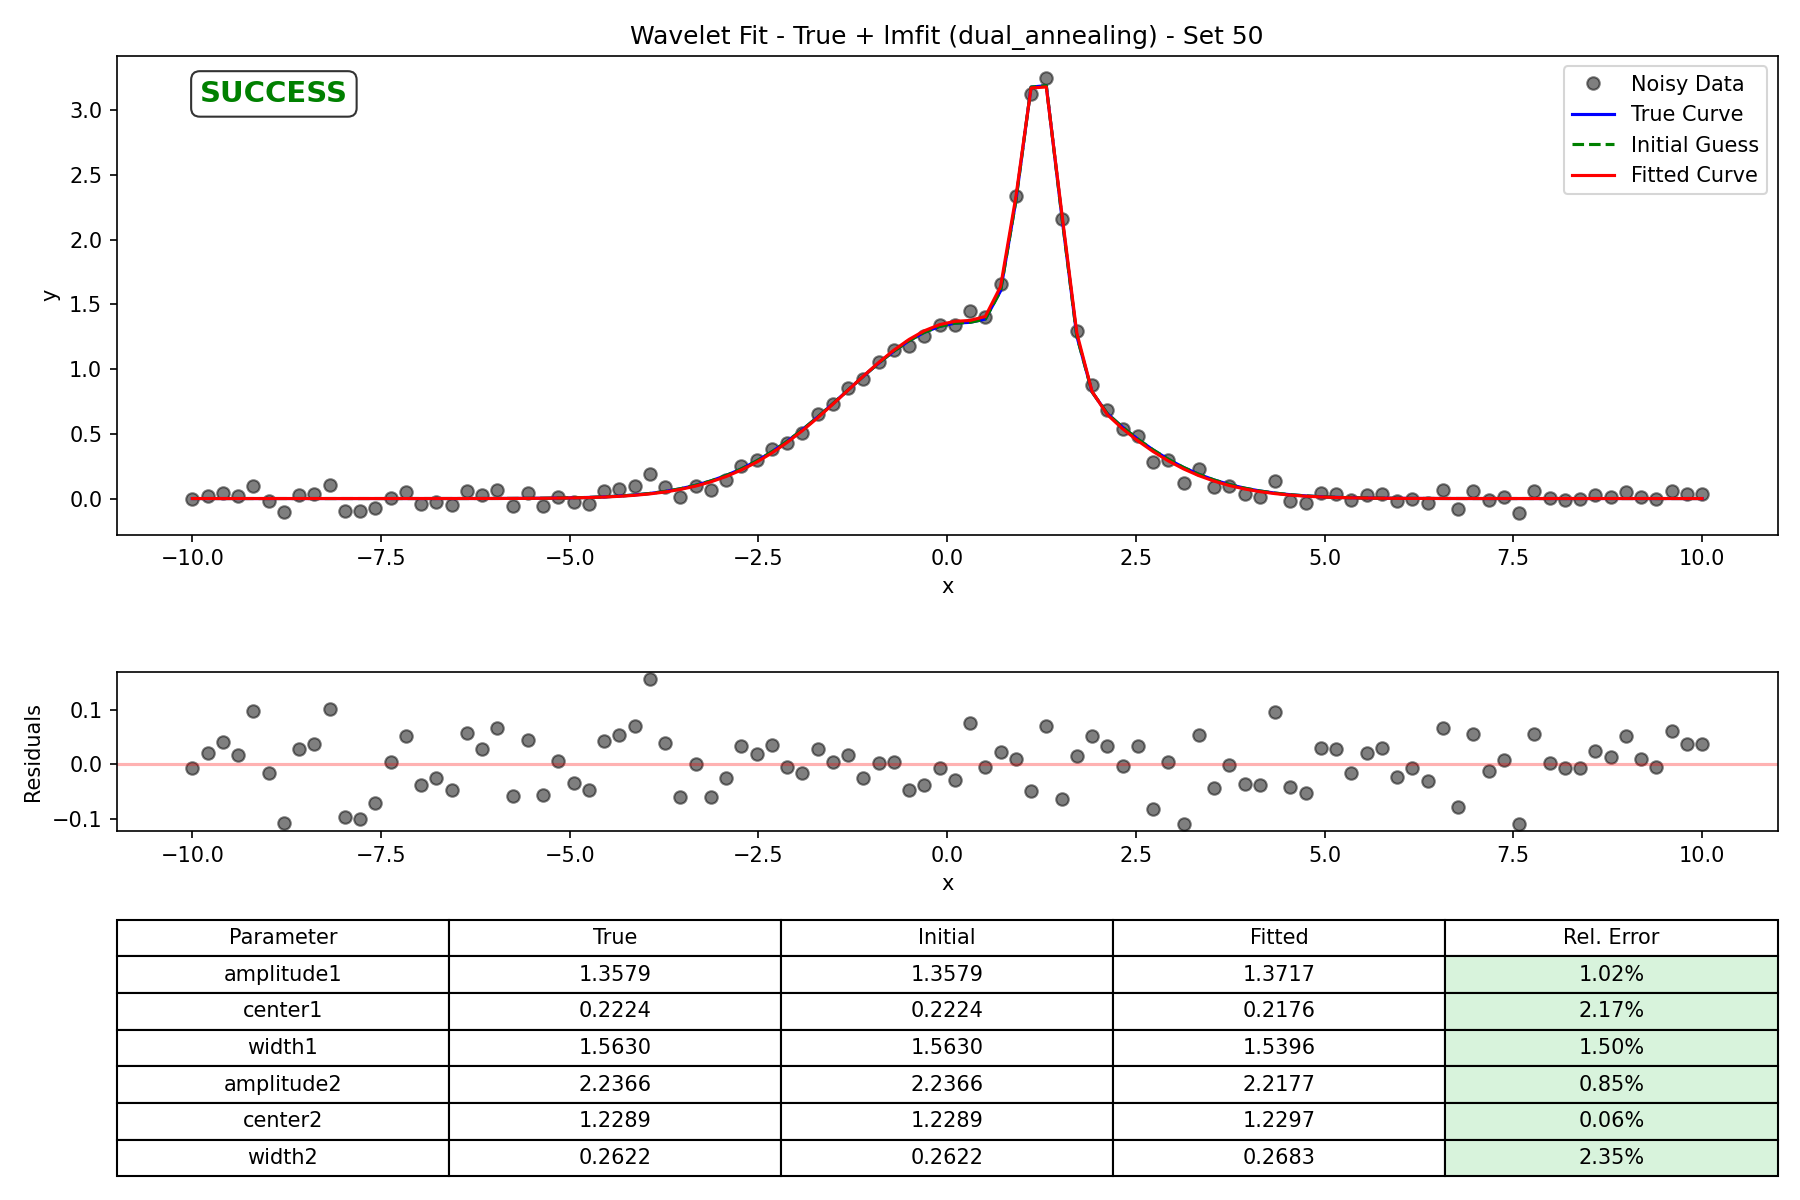 Wavelet Fit - True + lmfit (dual_annealing) - Set 50
SUCCESS
Noisy Data
True Curve
Initial Guess
Fitted Curve
y
3.0
2.5
2.0
1.5
1.0
0.5
0.0
−10.0 −7.5 −5.0 −2.5 0.0 2.5 5.0 7.5 10.0
x
Residuals
0.1
0.0
−0.1
−10.0 −7.5 −5.0 −2.5 0.0 2.5 5.0 7.5 10.0
x
Parameter True Initial Fitted Rel. Error
amplitude1 1.3579 1.3579 1.3717 1.02%
center1 0.2224 0.2224 0.2176 2.17%
width1 1.5630 1.5630 1.5396 1.50%
amplitude2 2.2366 2.2366 2.2177 0.85%
center2 1.2289 1.2289 1.2297 0.06%
width2 0.2622 0.2622 0.2683 2.35%